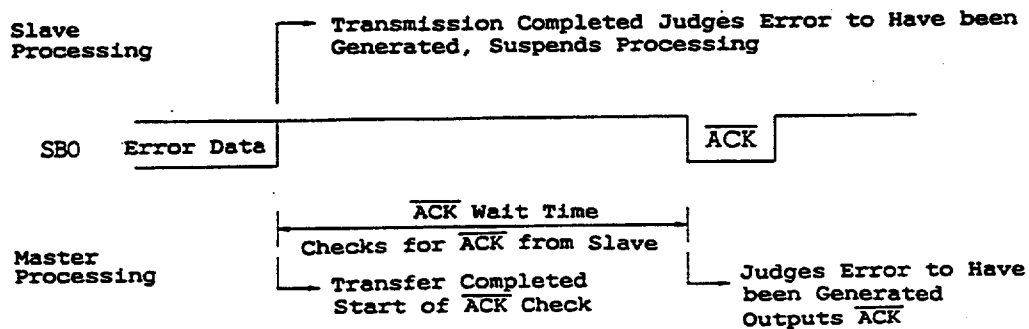 Slave
Processing
Transmission Completed Judges Error to Have been
Generated, Suspends Processing
SB0
Error Data
ACK
ACK Wait Time
Checks for ACK from Slave
Master
Processing
Transfer Completed
Start of ACK Check
Judges Error to Have
been Generated
Outputs ACK